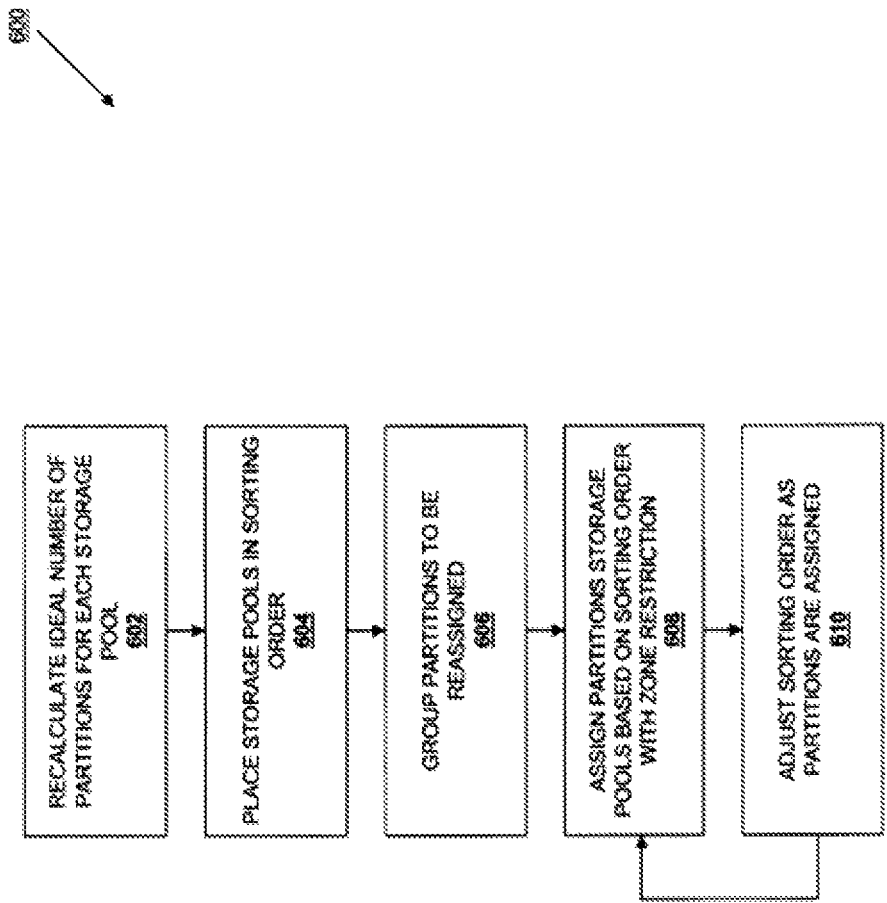 600
RECALCULATE IDEAL NUMBER OF
PARTITIONS FOR EACH STORAGE
POOL
602
PLACE STORAGE POOLS IN SORTING
ORDER
604
GROUP PARTITIONS TO BE
REASSIGNED
606
ASSIGN PARTITIONS STORAGE
POOLS BASED ON SORTING ORDER
WITH ZONE RESTRICTION
608
ADJUST SORTING ORDER AS
PARTITIONS ARE ASSIGNED
610